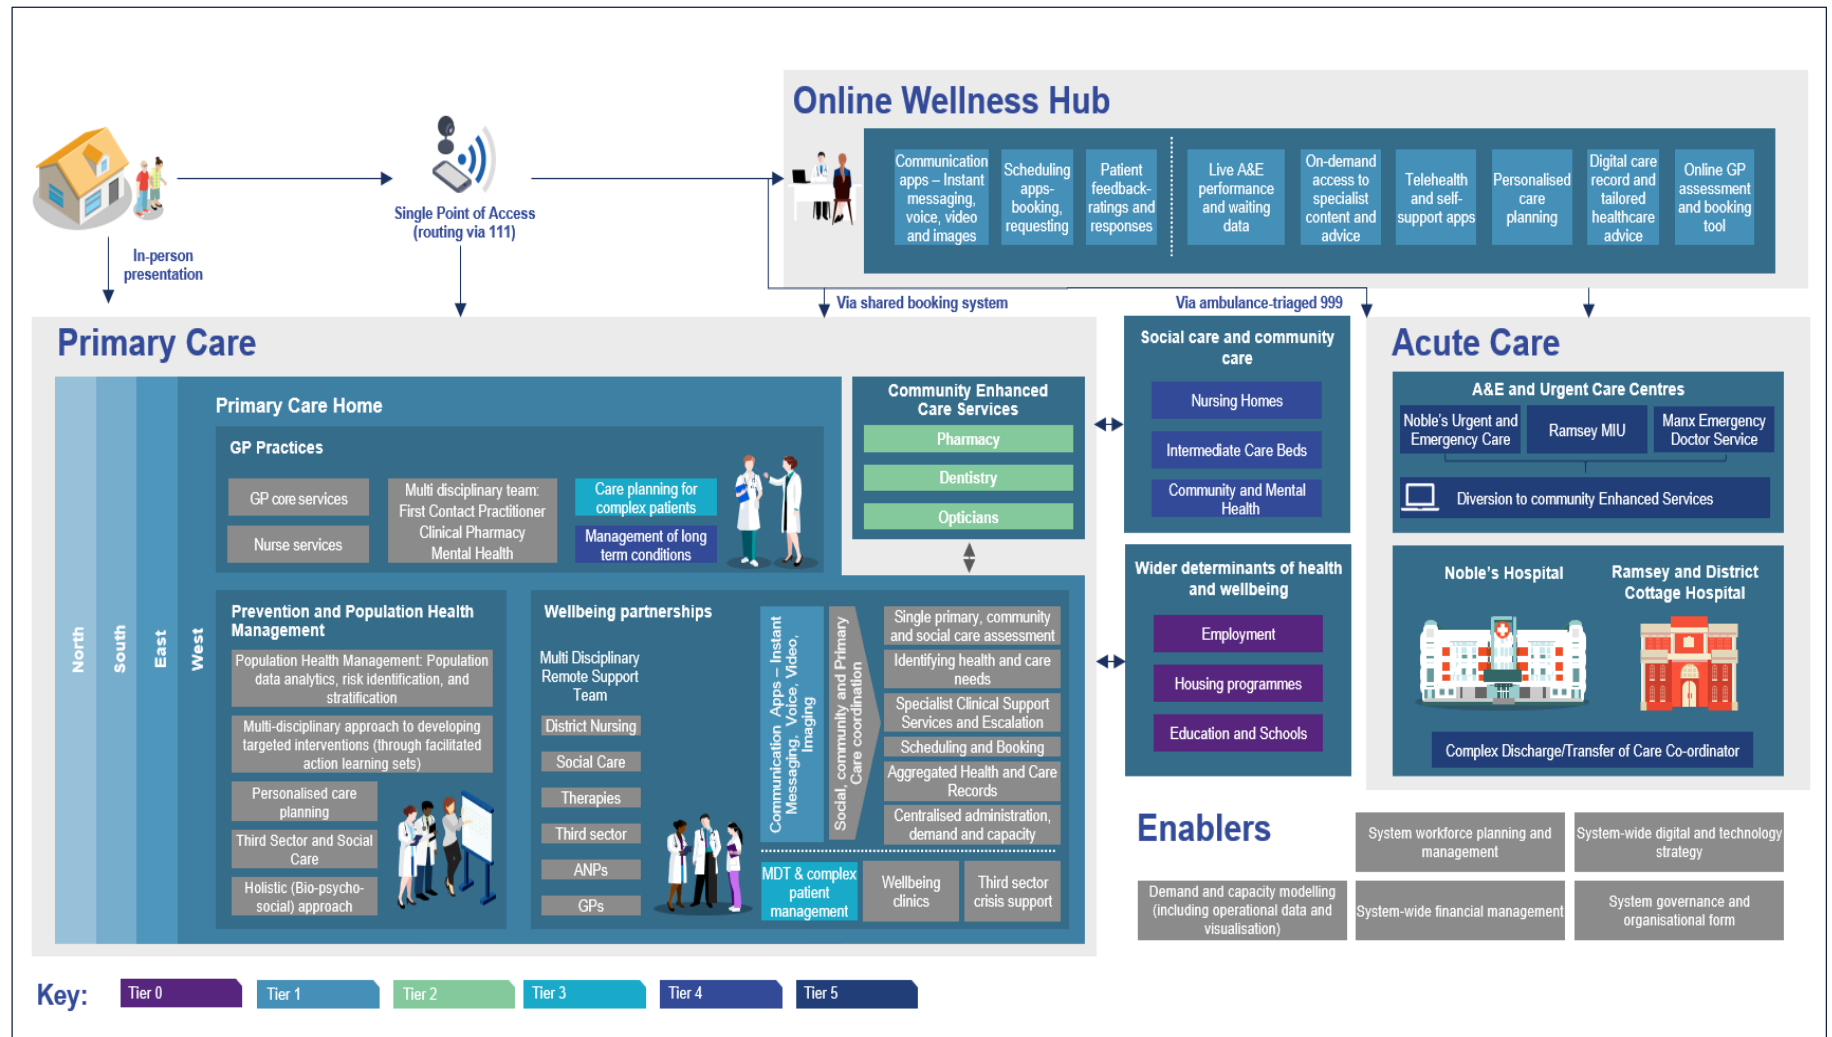 Online Wellness Hub
Communication
apps – Instant
messaging,
voice, video
and images
Scheduling
apps-
booking,
requesting
Patient
feedback-
ratings and
responses
Live A&E
performance
and waiting
data
On-demand
access to
specialist
content and
advice
Telehealth
and self-
support apps
Personalised
care
planning
Digital care
record and
tailored
healthcare
advice
Online GP
assessment
and booking
tool
Single Point of Access
(routing via 111)
In-person
presentation
Via shared booking system
Via ambulance-triaged 999
Primary Care
North
South
East
West
Primary Care Home
GP Practices
GP core services
Nurse services
Multi disciplinary team:
First Contact Practitioner
Clinical Pharmacy
Mental Health
Care planning for
complex patients
Management of long
term conditions
Community Enhanced
Care Services
Pharmacy
Dentistry
Opticians
Prevention and Population Health
Management
Population Health Management: Population
data analytics, risk identification, and
stratification
Multi-disciplinary approach to developing
targeted interventions (through facilitated
action learning sets)
Personalised care
planning
Third Sector and Social
Care
Holistic (Bio-psycho-
social) approach
Wellbeing partnerships
Multi Disciplinary
Remote Support
Team
District Nursing
Social Care
Therapies
Third sector
ANPs
GPs
Communication Apps – Instant
Messaging, Voice, Video,
Imaging
Social, community and Primary
Care coordination
Single primary, community
and social care assessment
Identifying health and care
needs
Specialist Clinical Support
Services and Escalation
Scheduling and Booking
Aggregated Health and Care
Records
Centralised administration,
demand and capacity
MDT & complex
patient
management
Wellbeing
clinics
Third sector
crisis support
Social care and community
care
Nursing Homes
Intermediate Care Beds
Community and Mental
Health
Wider determinants of health
and wellbeing
Employment
Housing programmes
Education and Schools
Acute Care
A&E and Urgent Care Centres
Noble's Urgent and
Emergency Care
Ramsey MIU
Manx Emergency
Doctor Service
Diversion to community Enhanced Services
Noble's Hospital
Ramsey and District
Cottage Hospital
Complex Discharge/Transfer of Care Co-ordinator
Enablers
System workforce planning and
management
System-wide digital and technology
strategy
Demand and capacity modelling
(including operational data and
visualisation)
System-wide financial management
System governance and
organisational form
Key:
Tier 0
Tier 1
Tier 2
Tier 3
Tier 4
Tier 5